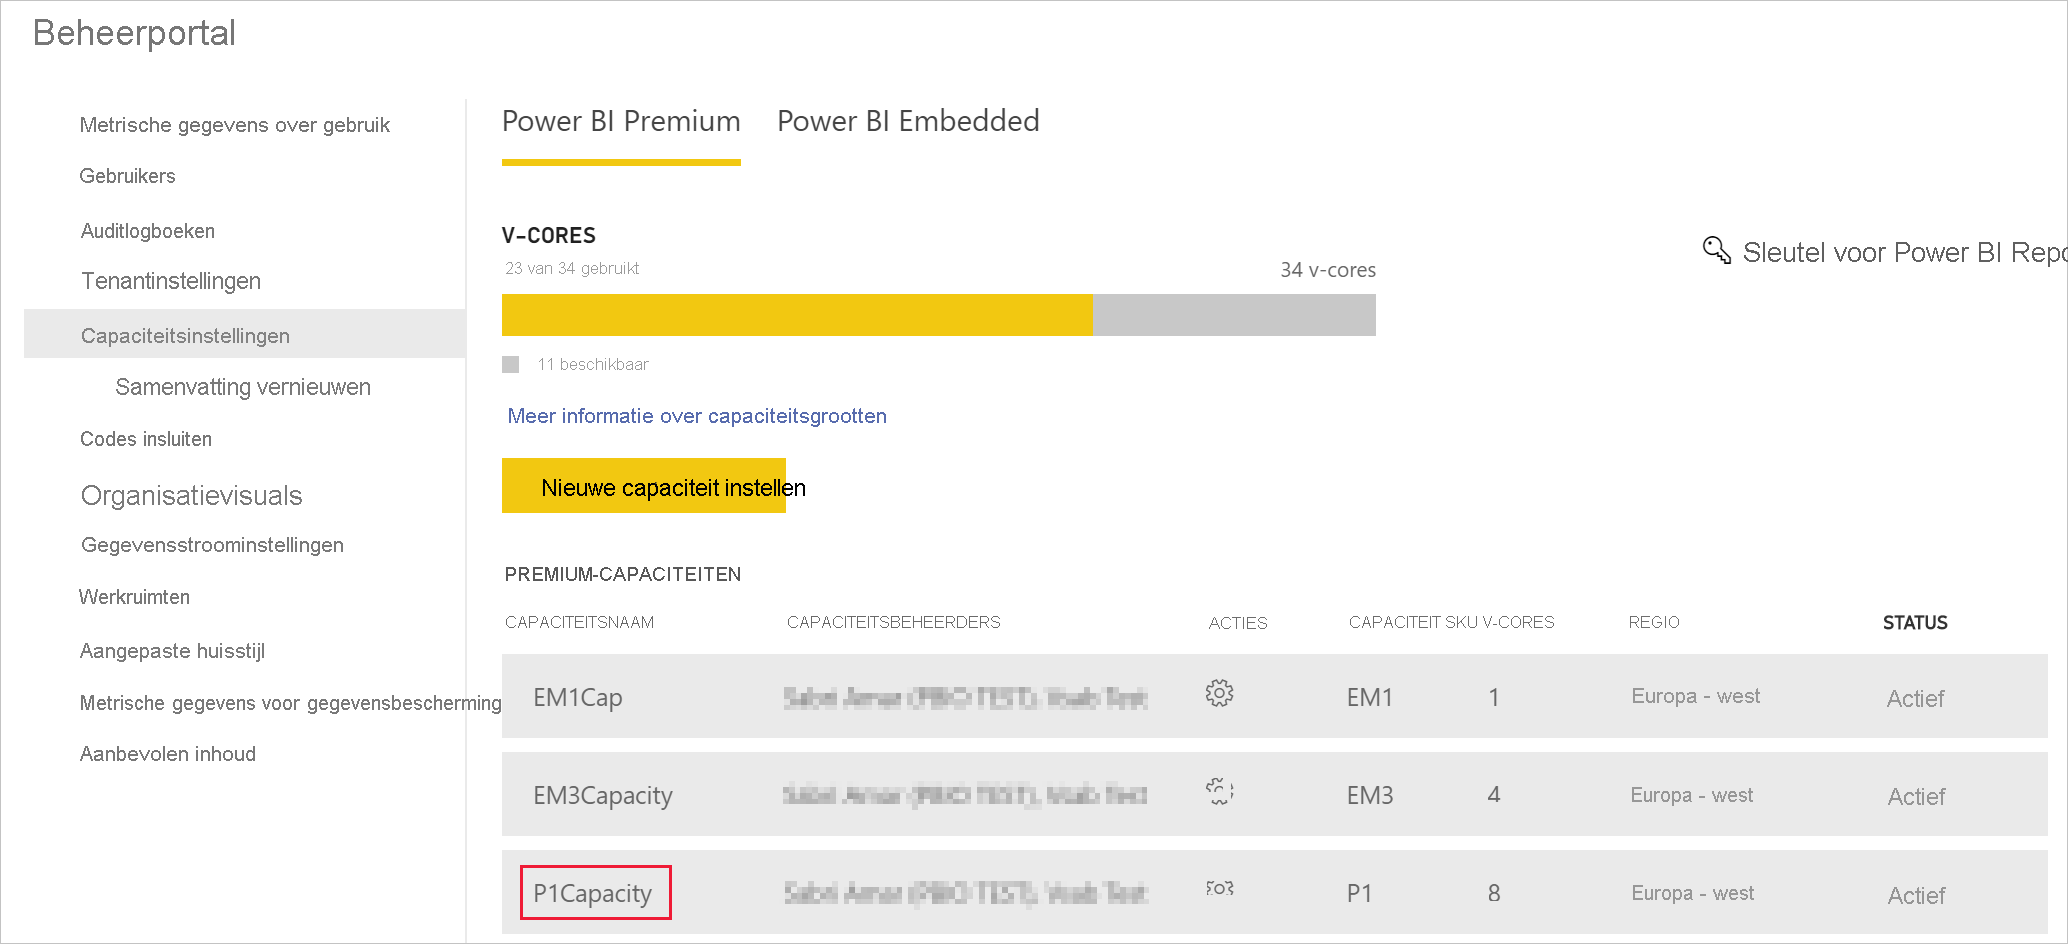 Beheerportal
Metrische gegevens over gebruik
Gebruikers
Auditlogboeken
Tenantinstellingen
Capaciteitsinstellingen
Samenvatting vernieuwen
Codes insluiten
Organisatievisuals
Gegevensstroominstellingen
Werkruimten
Aangepaste huisstijl
Metrische gegevens voor gegevensbescherming
Aanbevolen inhoud
Power BI Premium Power BI Embedded
V-CORES
23 van 34 gebruikt 34 v-cores
11 beschikbaar
Meer informatie over capaciteitsgrootten
Nieuwe capaciteit instellen
Sleutel voor Power BI Repo
PREMIUM-CAPACITEITEN
CAPACITEITSNAAM CAPACITEITSBEHEERDERS ACTIES CAPACITEIT SKU V-CORES REGIO STATUS
EM1Cap EM1 1 Europa - west Actief
EM3Capacity EM3 4 Europa - west Actief
P1Capacity P1 8 Europa - west Actief